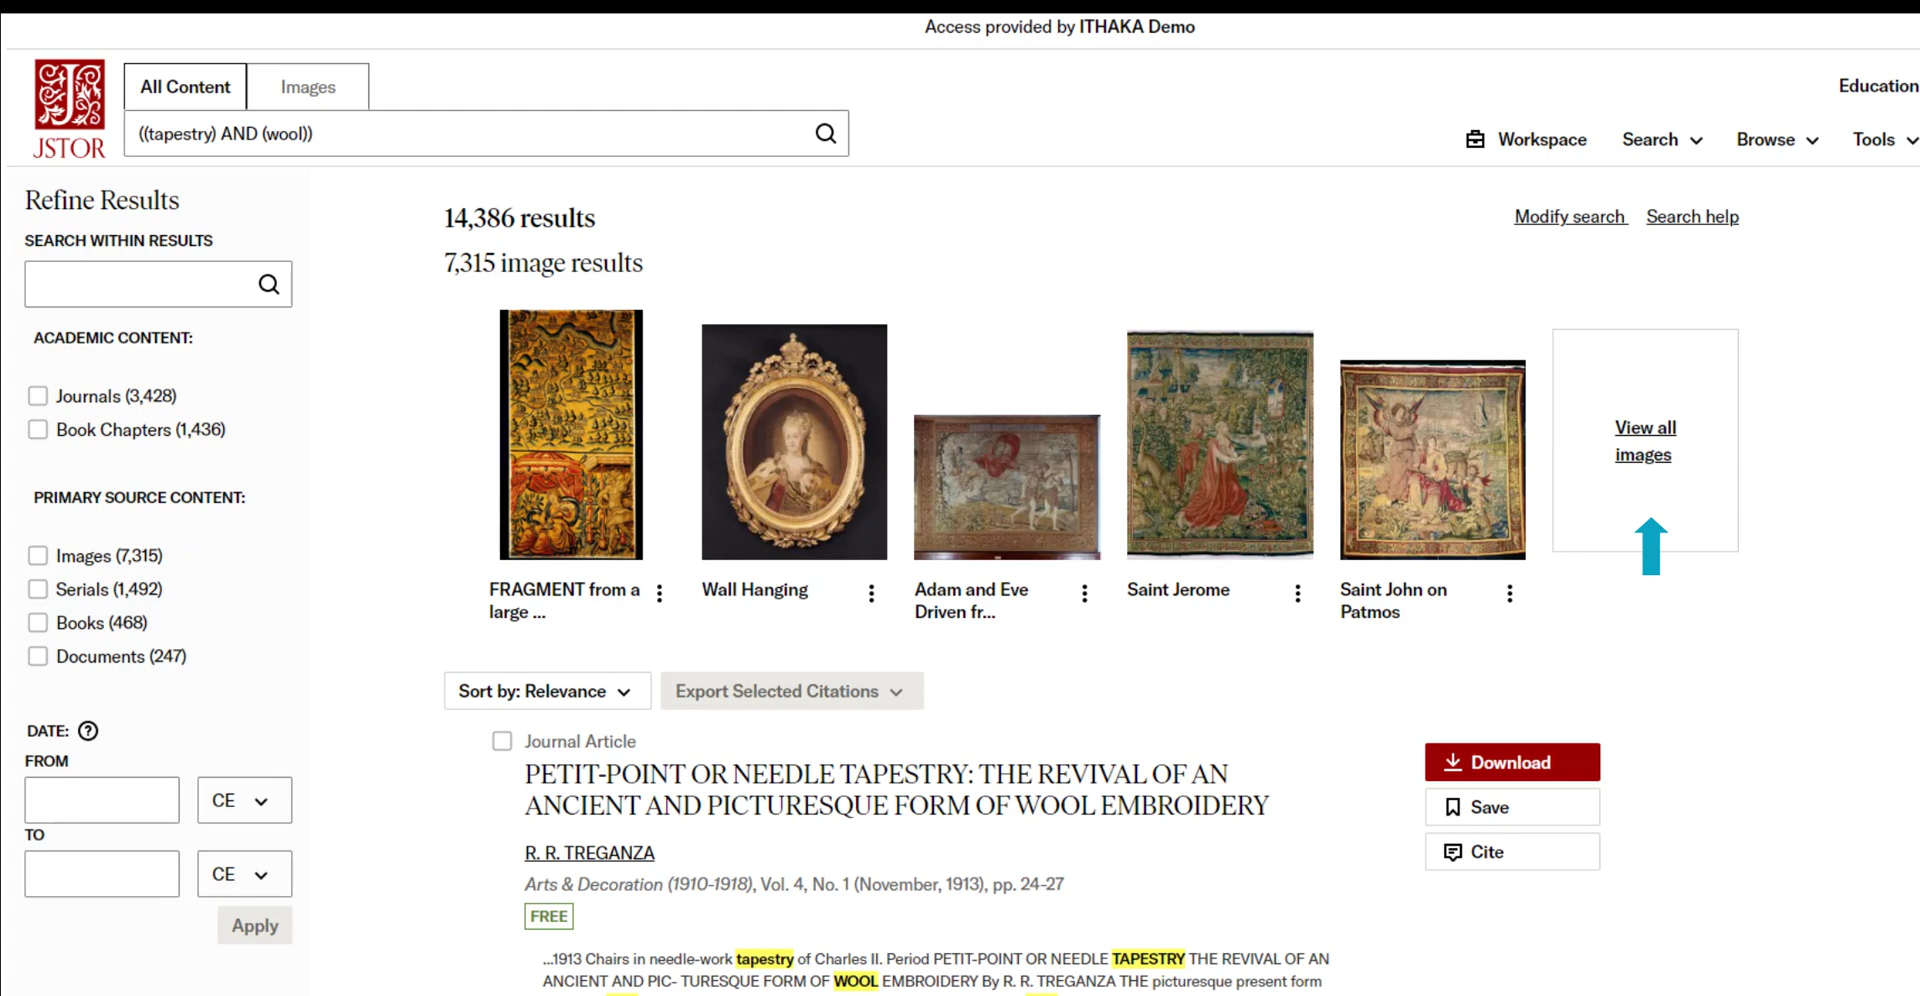 Access provided by ITHAKA Demo
JSTOR
All Content
Images
Education
((tapestry) AND (wool))
Workspace
Search
Browse
Tools
Refine Results
SEARCH WITHIN RESULTS
ACADEMIC CONTENT:
Journals (3,428)
Book Chapters (1,436)
PRIMARY SOURCE CONTENT:
Images (7,315)
Serials (1,492)
Books (468)
Documents (247)
DATE: ?
FROM
CE
TO
CE
Apply
14,386 results
Modify search
Search help
7,315 image results
View all
images
FRAGMENT from a
large ...
Wall Hanging
Adam and Eve
Driven fr...
Saint Jerome
Saint John on
Patmos
Sort by: Relevance
Export Selected Citations
Journal Article
PETIT-POINT OR NEEDLE TAPESTRY: THE REVIVAL OF AN
ANCIENT AND PICTURESQUE FORM OF WOOL EMBROIDERY
R. R. TREGANZA
Arts & Decoration (1910-1918), Vol. 4, No. 1 (November, 1913), pp. 24-27
FREE
...1913 Chairs in needle-work tapestry of Charles II. Period PETIT-POINT OR NEEDLE TAPESTRY THE REVIVAL OF AN
ANCIENT AND PIC- TURESQUE FORM OF WOOL EMBROIDERY By R. R. TREGANZA THE picturesque present form
Download
Save
Cite